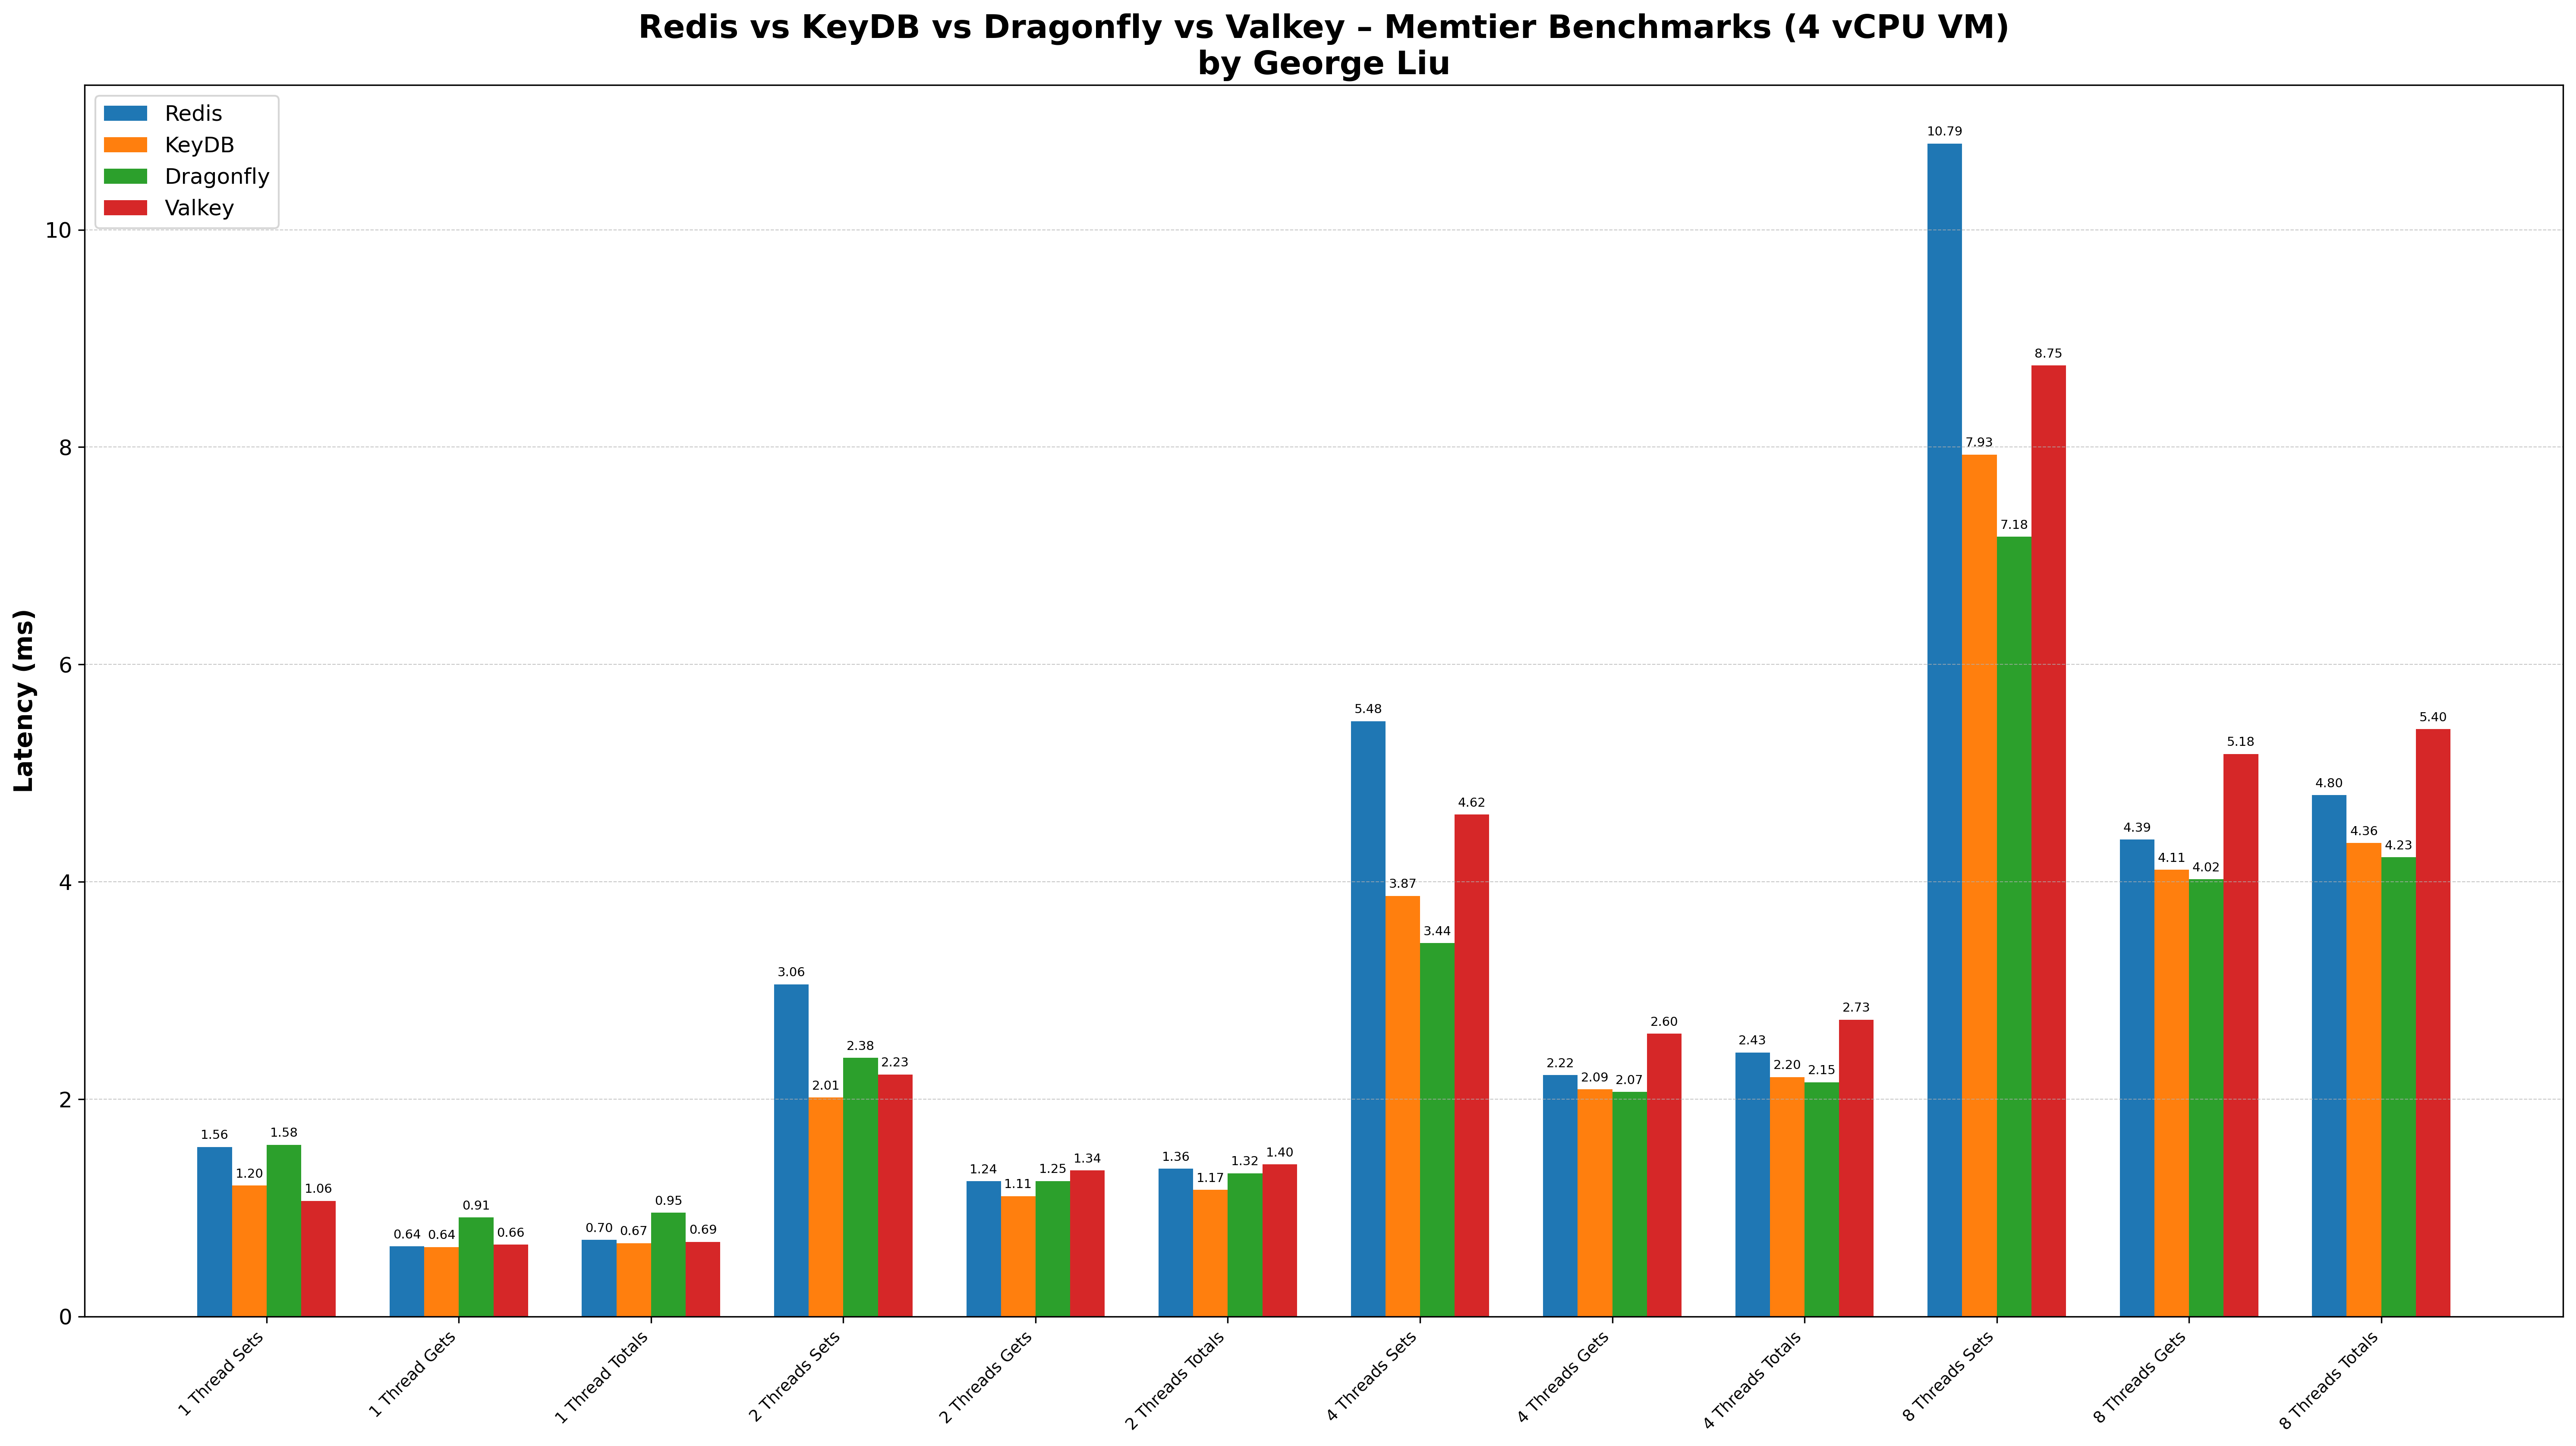 Redis vs KeyDB vs Dragonfly vs Valkey – Memtier Benchmarks (4 vCPU VM)
by George Liu
Redis
KeyDB
Dragonfly
Valkey
Latency (ms)
10
8
6
4
2
0
1.56
1.20
1.58
1.06
0.64
0.64
0.91
0.66
0.70
0.67
0.95
0.69
3.06
2.01
2.38
2.23
1.24
1.11
1.25
1.34
1.36
1.17
1.32
1.40
5.48
3.87
3.44
4.62
2.22
2.09
2.07
2.60
2.43
2.20
2.15
2.73
10.79
7.93
7.18
8.75
4.39
4.11
4.02
5.18
4.80
4.36
4.23
5.40
1 Thread Sets
1 Thread Gets
1 Thread Totals
2 Threads Sets
2 Threads Gets
2 Threads Totals
4 Threads Sets
4 Threads Gets
4 Threads Totals
8 Threads Sets
8 Threads Gets
8 Threads Totals